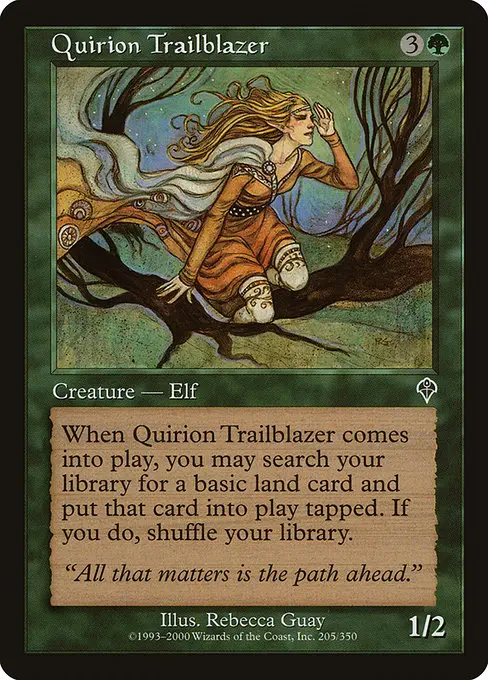 Quirion Trailblazer 3
Creature — Elf
When Quirion Trailblazer comes
into play, you may search your
library for a basic land card and
put that card into play tapped. If
you do, shuffle your library.
“All that matters is the path ahead.”
Illus. Rebecca Guay
©1993–2000 Wizards of the Coast, Inc. 205/350
1/2